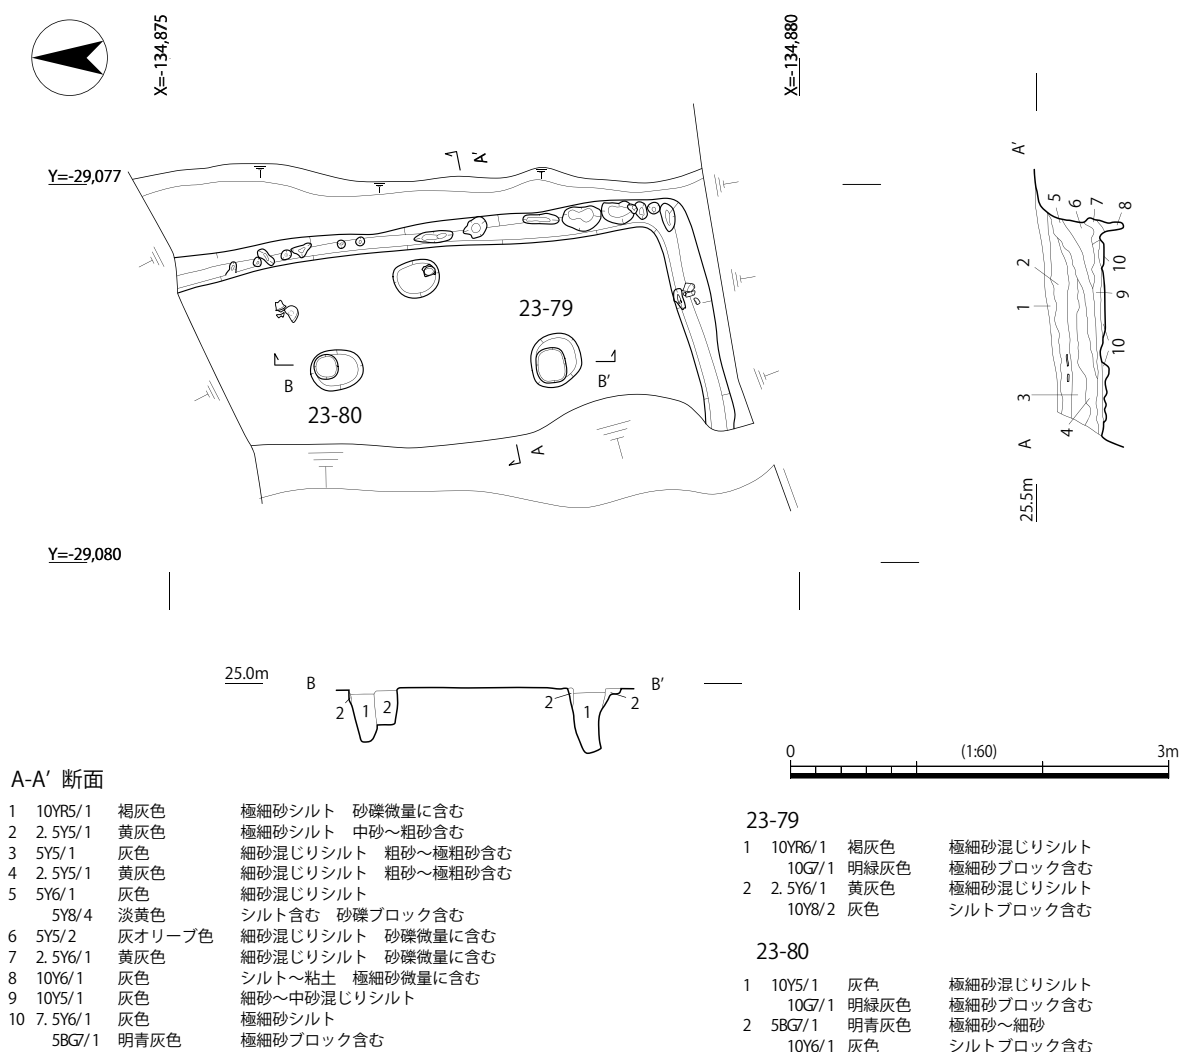 X=-134,875
X=-134,880
Y=-29,077
A'
23-79
B
B'
23-80
A
Y=-29,080
A'
5
6
7
8
2
10
1
9
10
3
4
A
25.5m
25.0m
B
B'
2
1
2
2
1
2
0
(1:60)
3m
A-A' 断面
1 10YR5/1 褐灰色 極細砂シルト 砂礫微量に含む
2 2.5Y5/1 黄灰色 極細砂シルト 中砂～粗砂含む
3 5Y5/1 灰色 細砂混じりシルト 粗砂～極粗砂含む
4 2.5Y5/1 黄灰色 細砂混じりシルト 粗砂～極粗砂含む
5 5Y6/1 灰色 細砂混じりシルト
5Y8/4 淡黄色 シルト含む 砂礫ブロック含む
6 5Y5/2 灰オリーブ色 細砂混じりシルト 砂礫微量に含む
7 2.5Y6/1 黄灰色 細砂混じりシルト 砂礫微量に含む
8 10Y6/1 灰色 シルト～粘土 極細砂微量に含む
9 10Y5/1 灰色 細砂～中砂混じりシルト
10 7.5Y6/1 灰色 極細砂シルト
5BG7/1 明青灰色 極細砂ブロック含む
23-79
1 10YR6/1 褐灰色 極細砂混じりシルト
10G7/1 明緑灰色 極細砂ブロック含む
2 2.5Y6/1 黄灰色 極細砂混じりシルト
10Y8/2 灰色 シルトブロック含む
23-80
1 10Y5/1 灰色 極細砂混じりシルト
10G7/1 明緑灰色 極細砂ブロック含む
2 5BG7/1 明青灰色 極細砂～細砂
10Y6/1 灰色 シルトブロック含む